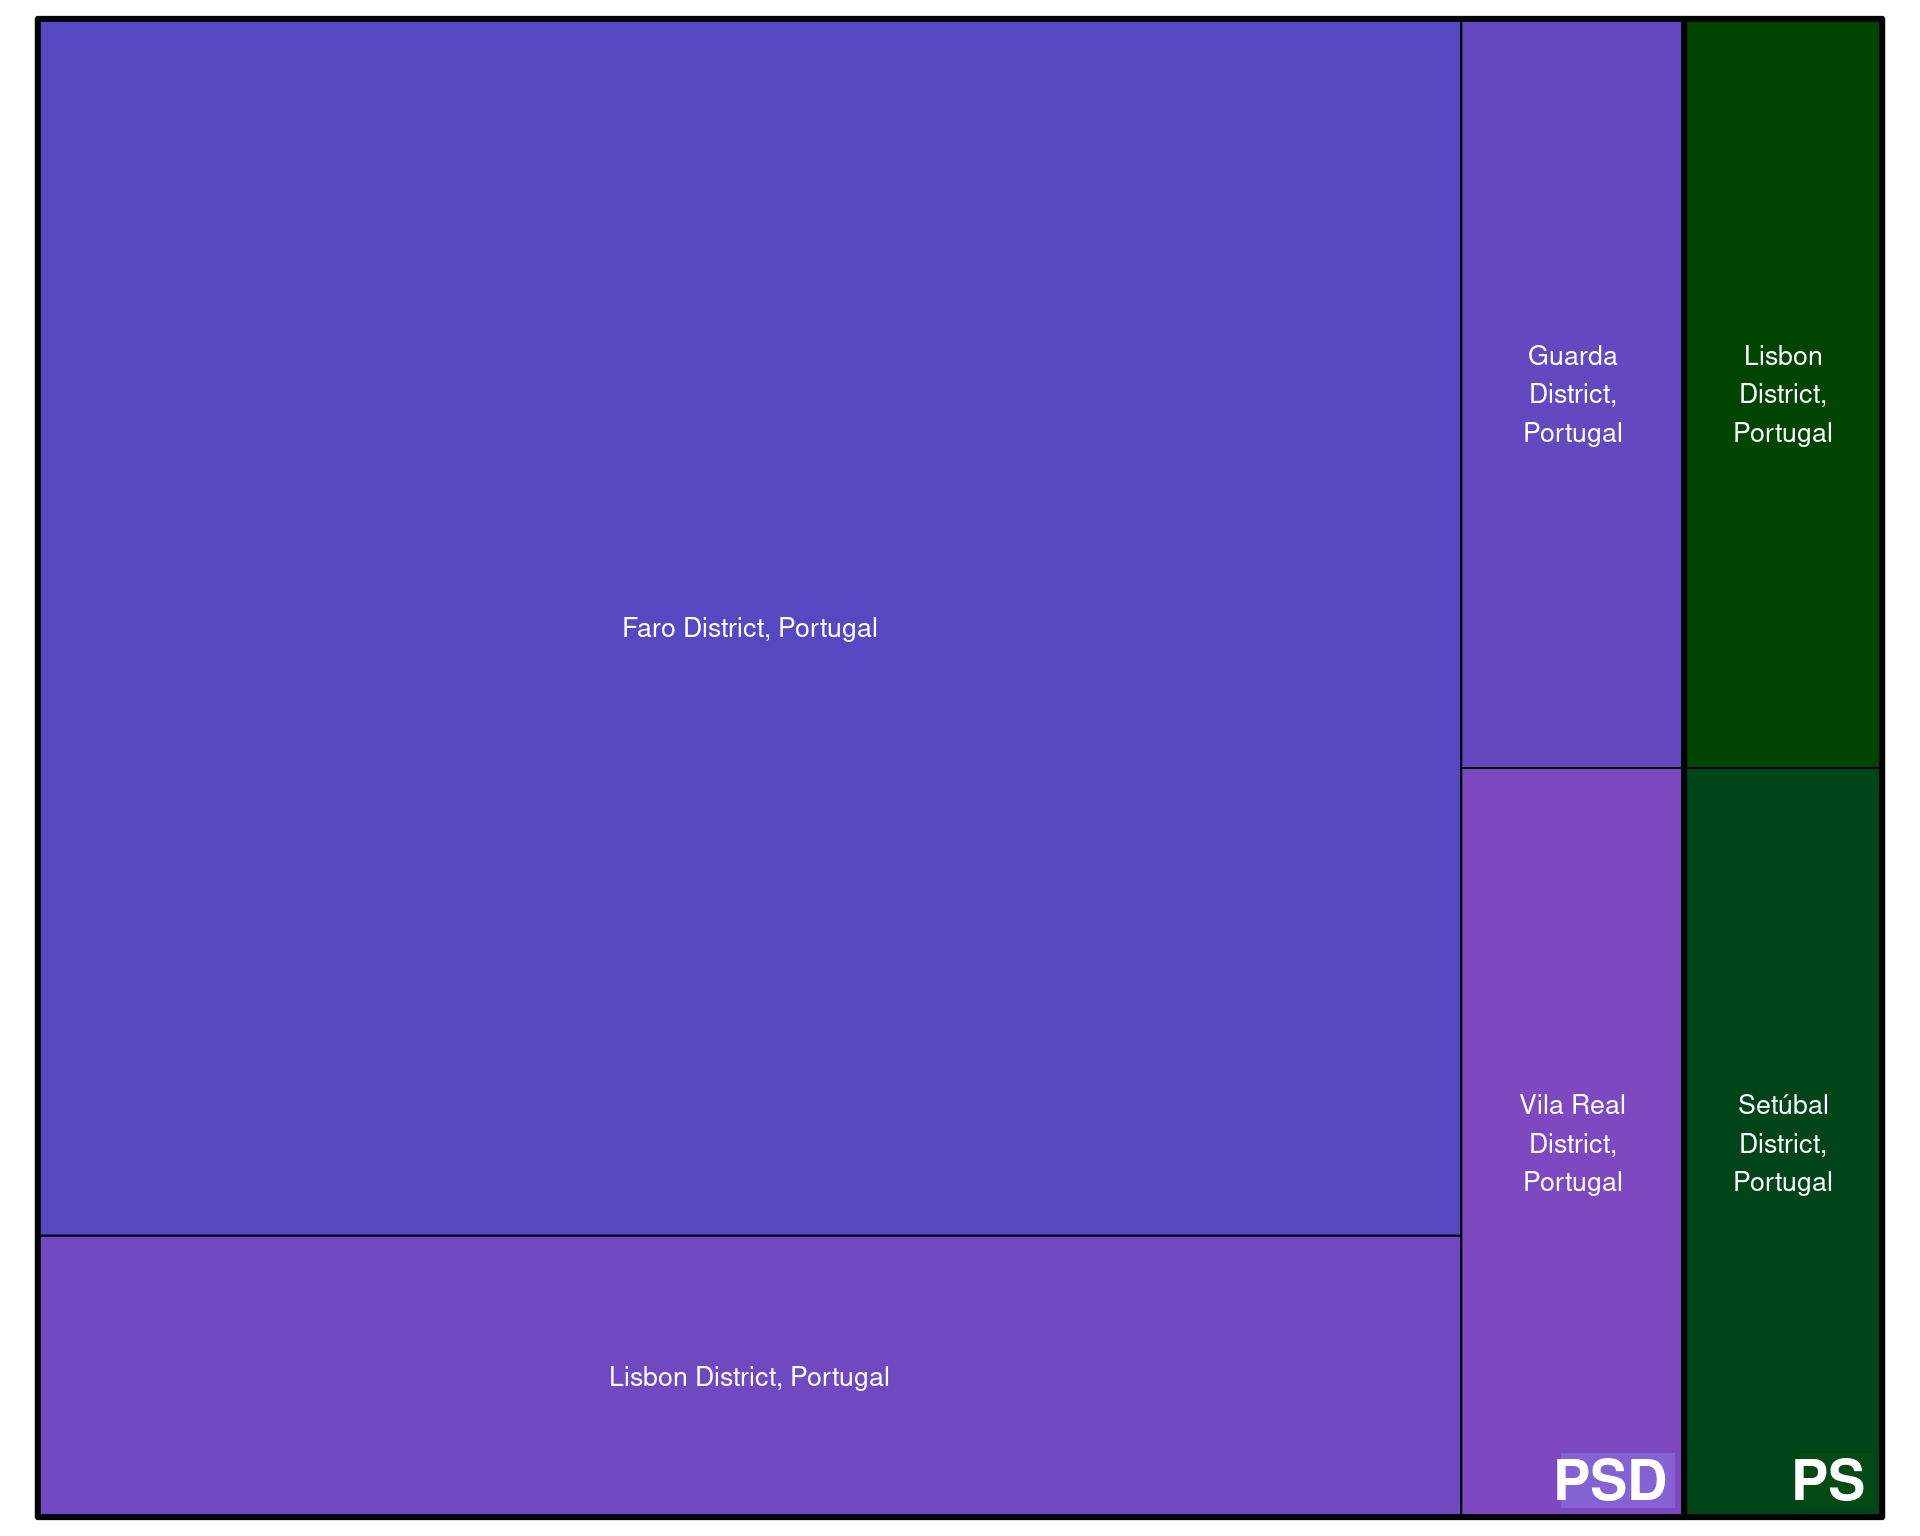 Faro District, Portugal
Lisbon District, Portugal
Guarda
District,
Portugal
Vila Real
District,
Portugal
PSD
Lisbon
District,
Portugal
Setúbal
District,
Portugal
PS